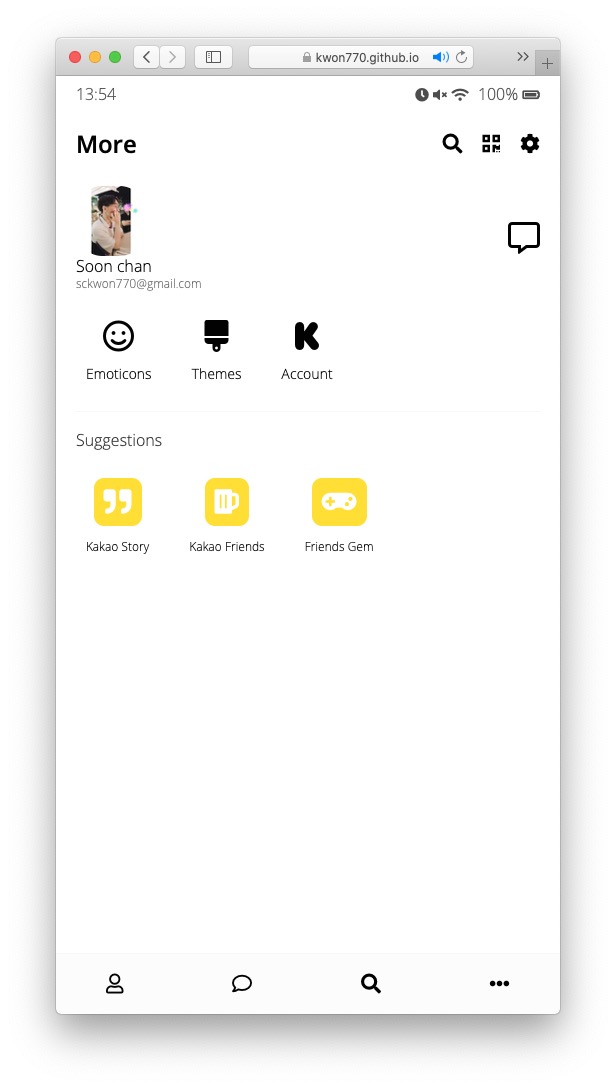 kwon770.github.io
13:54
100%
More
Soon chan
sckwon770@gmail.com
Emoticons Themes Account
Suggestions
Kakao Story Kakao Friends Friends Gem